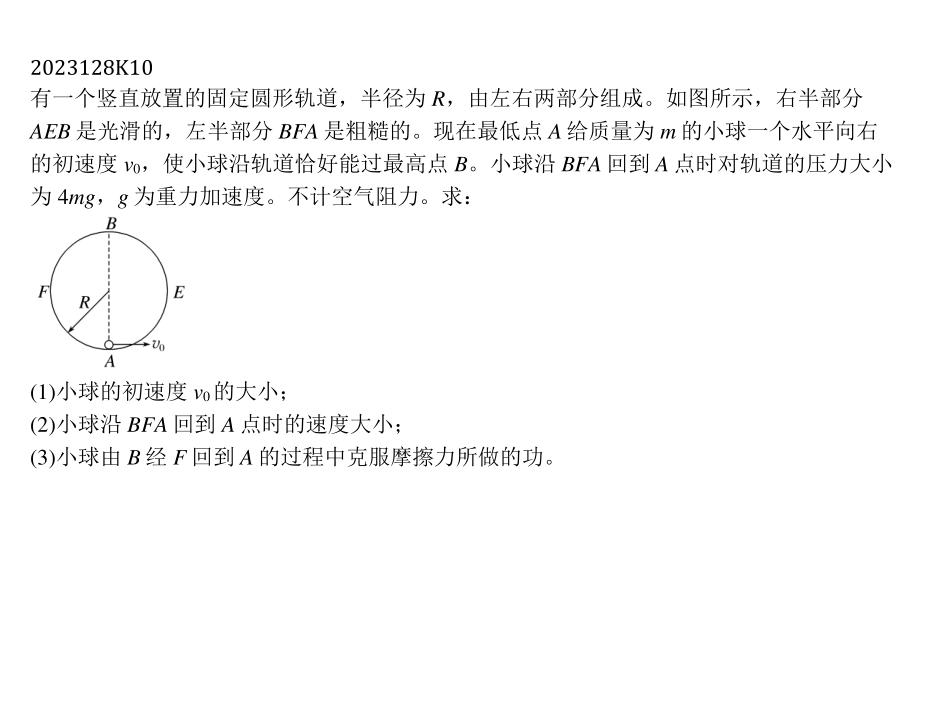 2023128K10
有一个竖直放置的固定圆形轨道，半径为 R，由左右两部分组成。如图所示，右半部分
AEB 是光滑的，左半部分 BFA 是粗糙的。现在最低点 A 给质量为 m 的小球一个水平向右
的初速度 v₀，使小球沿轨道恰好能过最高点 B。小球沿 BFA 回到 A 点时对轨道的压力大小
为 4mg，g 为重力加速度。不计空气阻力。求：
B
F
R
E
v₀
A
(1)小球的初速度 v₀的大小；
(2)小球沿 BFA 回到 A 点时的速度大小；
(3)小球由 B 经 F 回到 A 的过程中克服摩擦力所做的功。